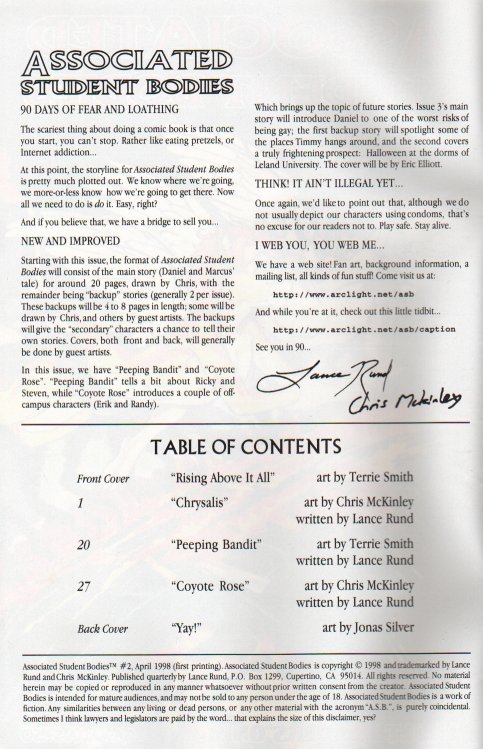 ASSOCIATED
STUDENT BODIES
90 DAYS OF FEAR AND LOATHING
The scariest thing about doing a comic book is that once
you start, you can't stop. Rather like eating pretzels, or
Internet addiction...
At this point, the storyline for Associated Student Bodies
is pretty much plotted out. We know where we're going,
we more-or-less know how we're going to get there. Now
all we need to do is do it. Easy, right?
And if you believe that, we have a bridge to sell you...
NEW AND IMPROVED
Starting with this issue, the format of Associated Student
Bodies will consist of the main story (Daniel and Marcus'
tale) for around 20 pages, drawn by Chris, with the
remainder being "backup" stories (generally 2 per issue).
These backups will be 4 to 8 pages in length; some will be
drawn by Chris, and others by guest artists. The backups
will give the "secondary" characters a chance to tell their
own stories. Covers, both front and back, will generally
be done by guest artists.
In this issue, we have "Peeping Bandit" and "Coyote
Rose". "Peeping Bandit" tells a bit about Ricky and
Steven, while "Coyote Rose" introduces a couple of off-
campus characters (Erik and Randy).
Which brings up the topic of future stories. Issue 3's main
story will introduce Daniel to one of the worst risks of
being gay; the first backup story will spotlight some of
the places Timmy hangs around, and the second covers
a truly frightening prospect: Halloween at the dorms of
Leland University. The cover will be by Eric Elliott.
THINK! IT AIN'T ILLEGAL YET...
Once again, we'd like to point out that, although we do
not usually depict our characters using condoms, that's
no excuse for our readers not to. Play safe. Stay alive.
I WEB YOU, YOU WEB ME...
We have a web site! Fan art, background information, a
mailing list, all kinds of fun stuff! Come visit us at:
http://www.arclight.net/asb
And while you're at it, check out this little tidbit...
http://www.arclight.net/asb/caption
See you in 90...
Lance Rund
Chris McKinley
TABLE OF CONTENTS
Front Cover "Rising Above It All" art by Terrie Smith
1 "Chrysalis" art by Chris McKinley
written by Lance Rund
20 "Peeping Bandit" art by Terrie Smith
written by Lance Rund
27 "Coyote Rose" art by Chris McKinley
written by Lance Rund
Back Cover "Yay!" art by Jonas Silver
Associated Student Bodies™ #2, April 1998 (first printing). Associated Student Bodies is copyright © 1998 and trademarked by Lance
Rund and Chris McKinley. Published quarterly by Lance Rund, P.O. Box 1299, Cupertino, CA 95014. All rights reserved. No material
herein may be copied or reproduced in any manner whatsoever without prior written consent from the creator. Associated Student
Bodies is intended for mature audiences, and may not be sold to any person under the age of 18. Associated Student Bodies is a work of
fiction. Any similarities between any living or dead persons, or any other material with the acronym "A.S.B.", is purely coincidental.
Sometimes I think lawyers and legislators are paid by the word... that explains the size of this disclaimer, yes?